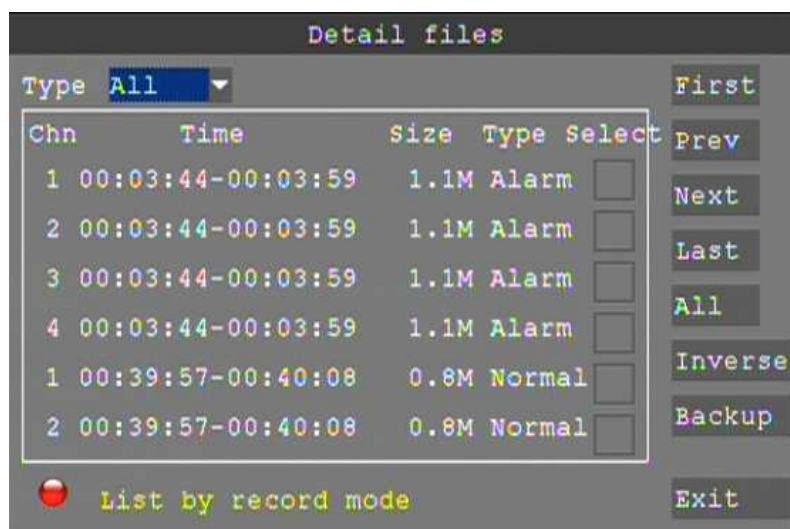 Detail files
Type All
Chn Time Size Type Select
1 00:03:44-00:03:59 1.1M Alarm
2 00:03:44-00:03:59 1.1M Alarm
3 00:03:44-00:03:59 1.1M Alarm
4 00:03:44-00:03:59 1.1M Alarm
1 00:39:57-00:40:08 0.8M Normal
2 00:39:57-00:40:08 0.8M Normal
List by record mode
First
Prev
Next
Last
All
Inverse
Backup
Exit